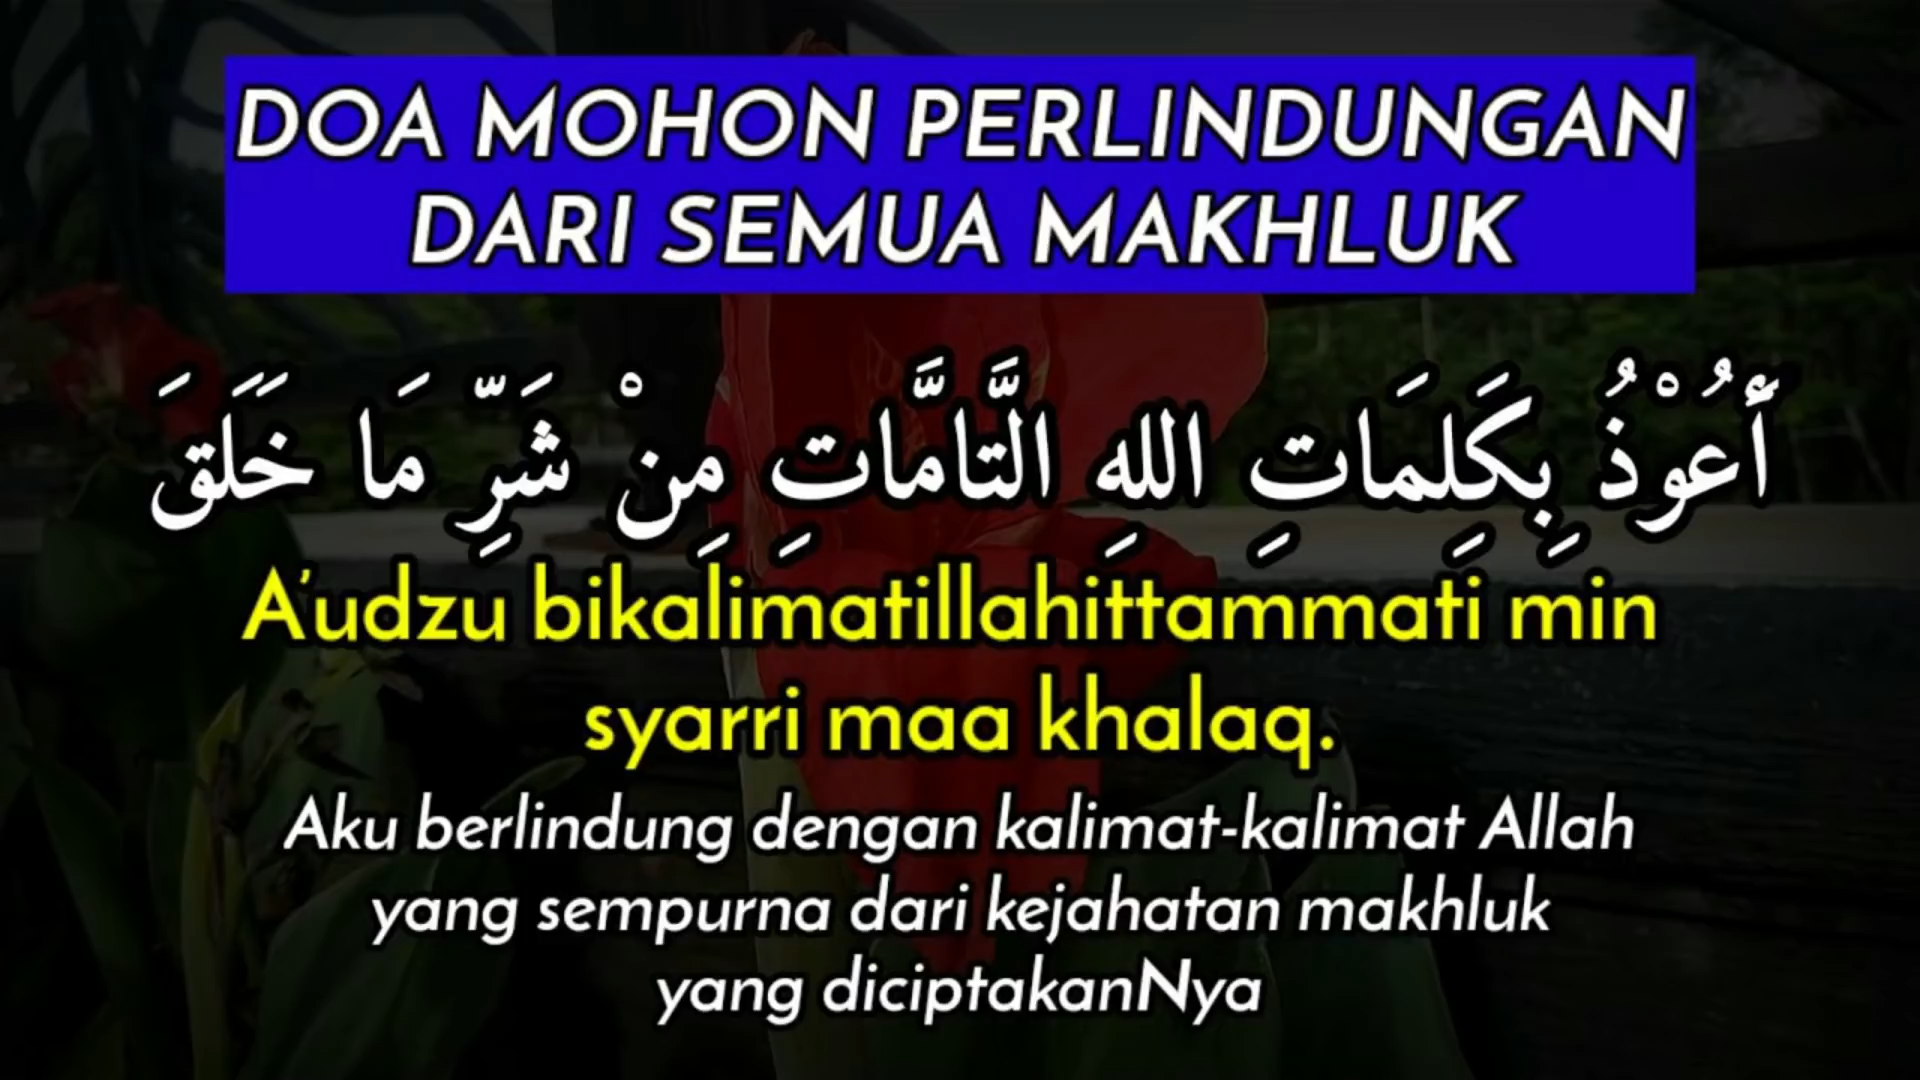 DOA MOHON PERLINDUNGAN
DARI SEMUA MAKHLUK
أَعُوْذُ بِكَلِمَاتِ اللهِ التَّامَّاتِ مِنْ شَرِّ مَا خَلَقَ
A'udzu bikalimatillahittammati min
syarri maa khalaq.
Aku berlindung dengan kalimat-kalimat Allah
yang sempurna dari kejahatan makhluk
yang diciptakanNya